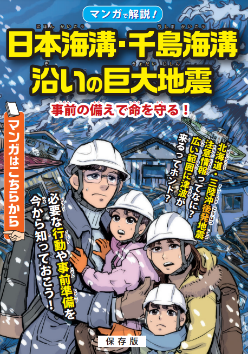 マンガで解説！
日本海溝・千島海溝
沿いの巨大地震
事前の備えで命を守る！
マンガはこちらから
北海道・三陸沖後発地震
注意情報ってなに？
広い範囲に津波が
来るってホント？
必要な行動や事前準備を
今から知っておこう！
保存版